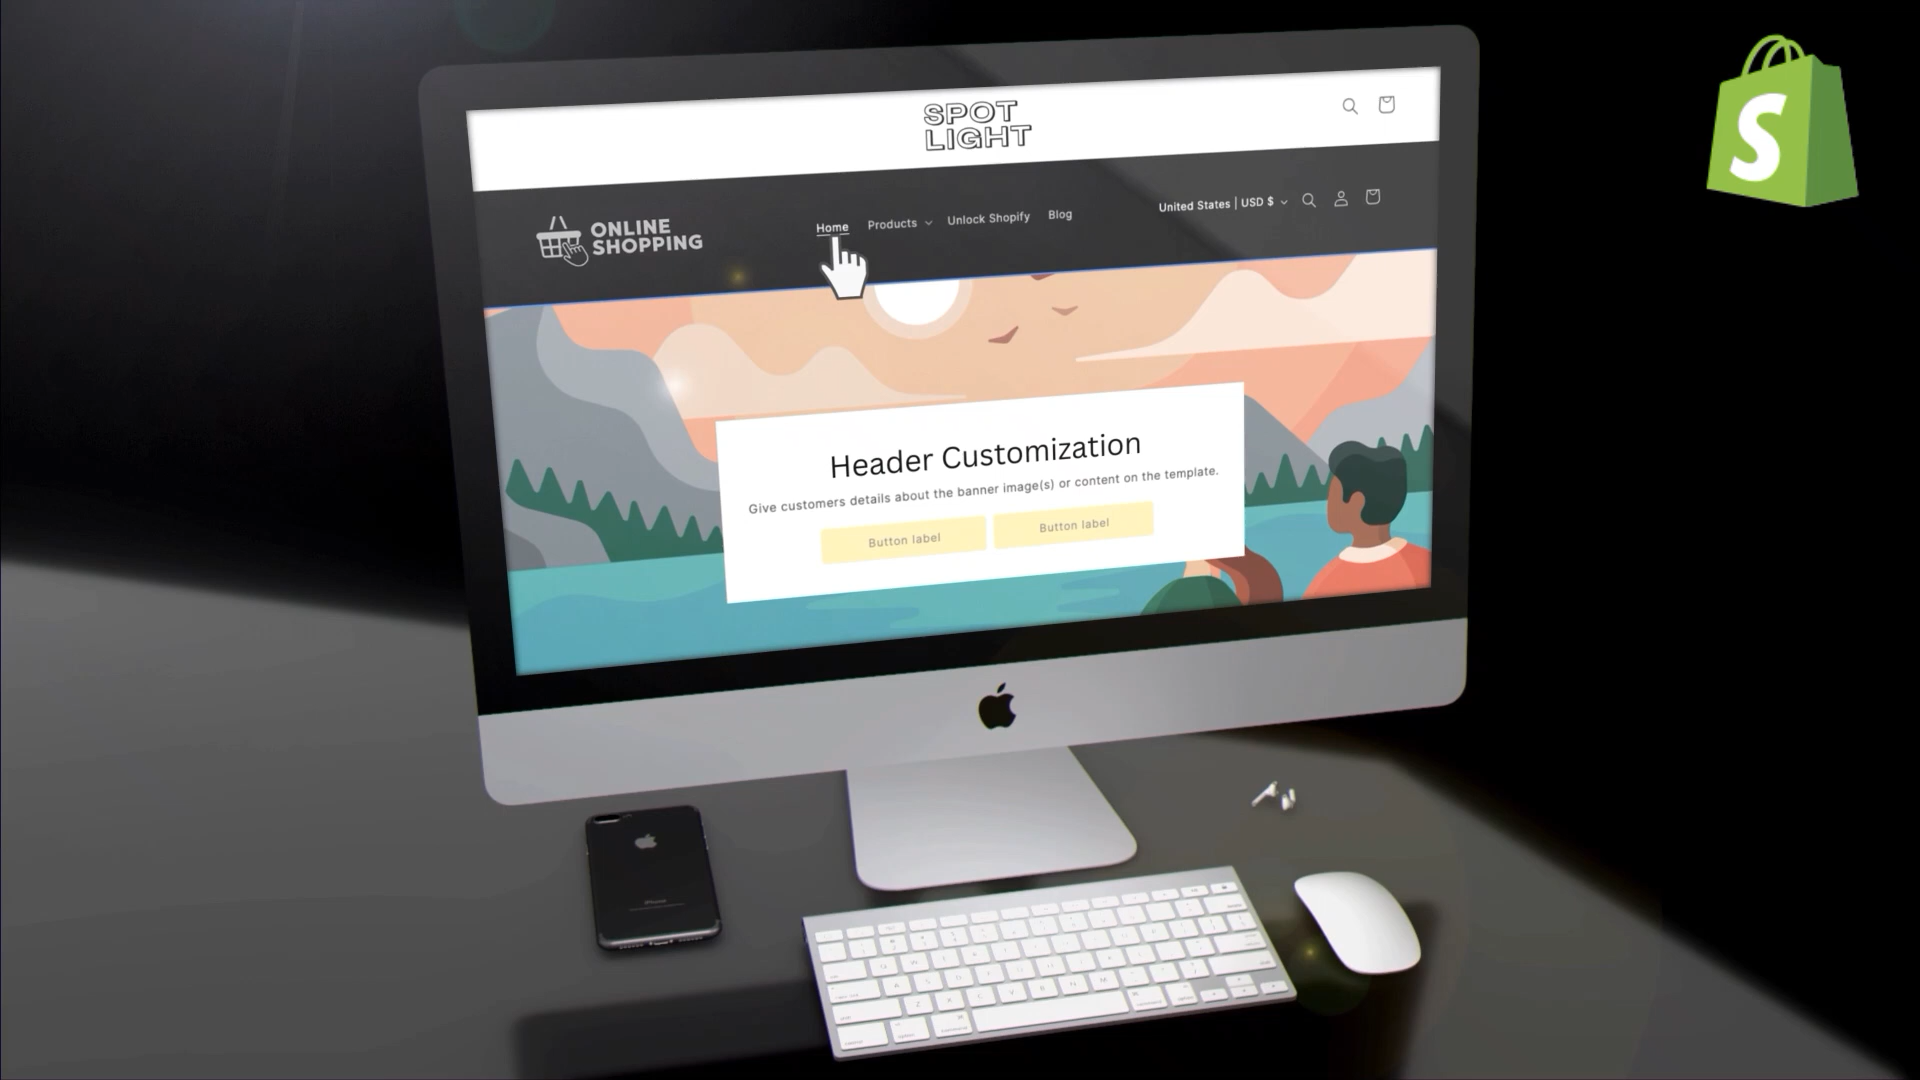 SPOT
LIGHT
ONLINE
SHOPPING
Home Products Unlock Shopify Blog
United States | USD $
Header Customization
Give customers details about the banner image(s) or content on the template.
Button label Button label
iPhone
S